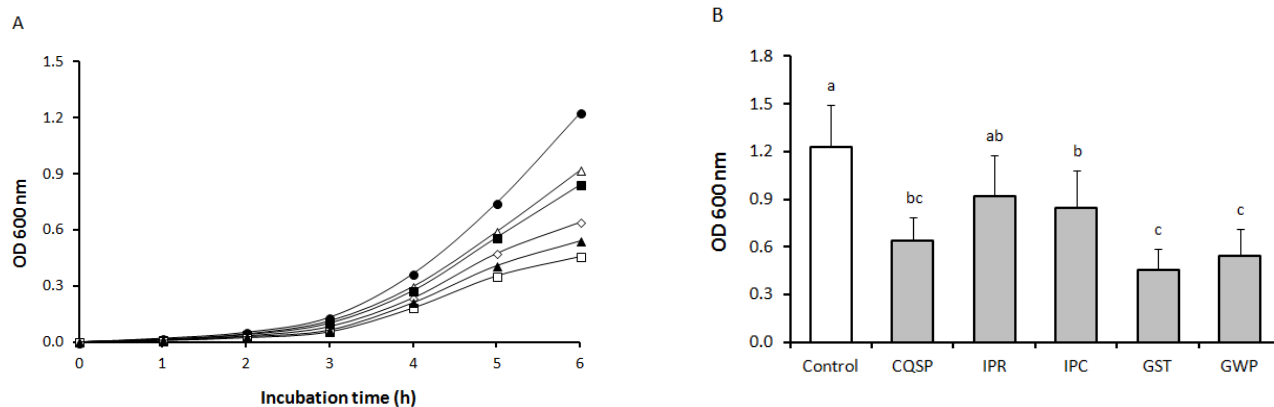 A
OD 600 nm
1.5
1.2
0.9
0.6
0.3
0.0
0 1 2 3 4 5 6
Incubation time (h)
B
OD 600 nm
1.8
1.5
1.2
0.9
0.6
0.3
0.0
a
bc
ab
b
c
c
Control CQSP IPR IPC GST GWP